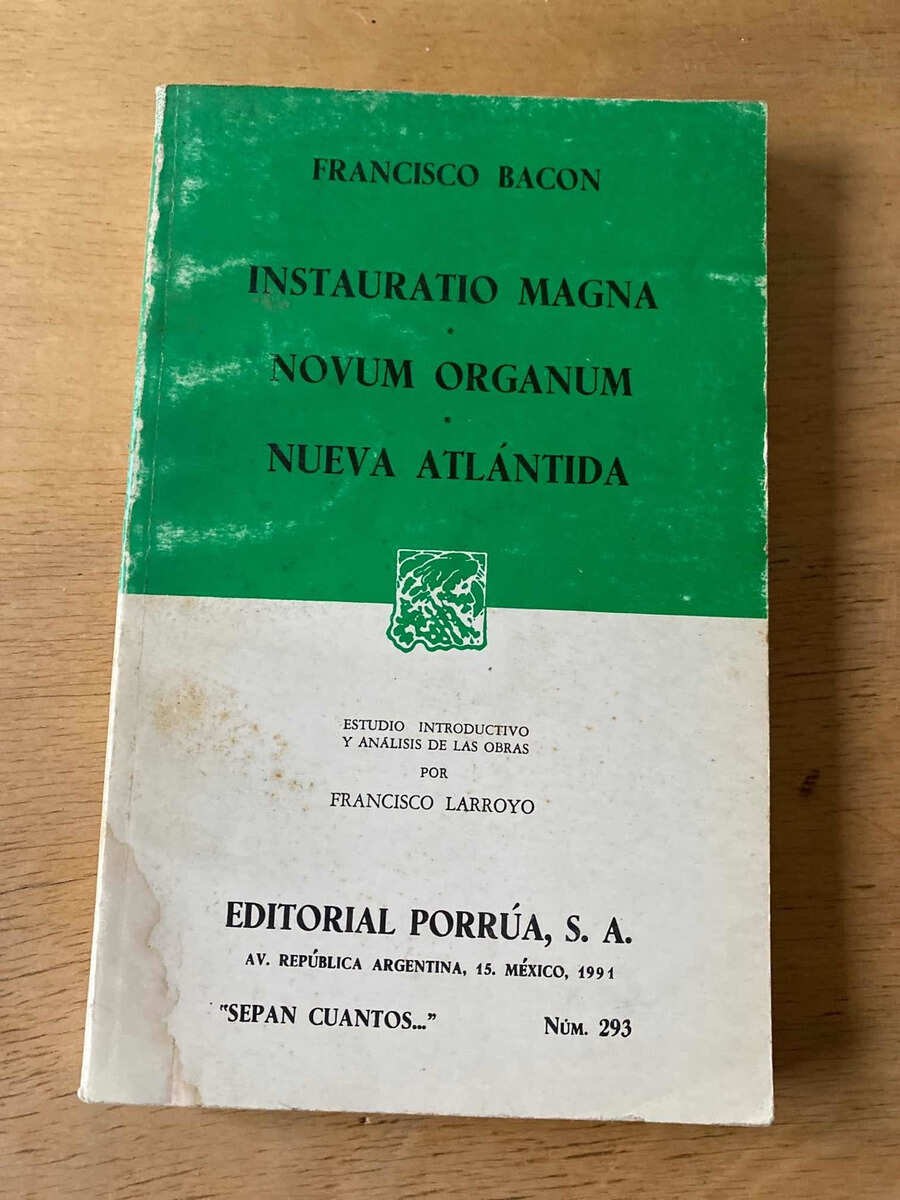 FRANCISCO BACON
INSTAURATIO MAGNA
·
NOVUM ORGANUM
·
NUEVA ATLÁNTIDA
ESTUDIO INTRODUCTIVO
Y ANÁLISIS DE LAS OBRAS
POR
FRANCISCO LARROYO
EDITORIAL PORRÚA, S. A.
AV. REPÚBLICA ARGENTINA, 15. MÉXICO, 1991
"SEPAN CUANTOS..." NÚM. 293